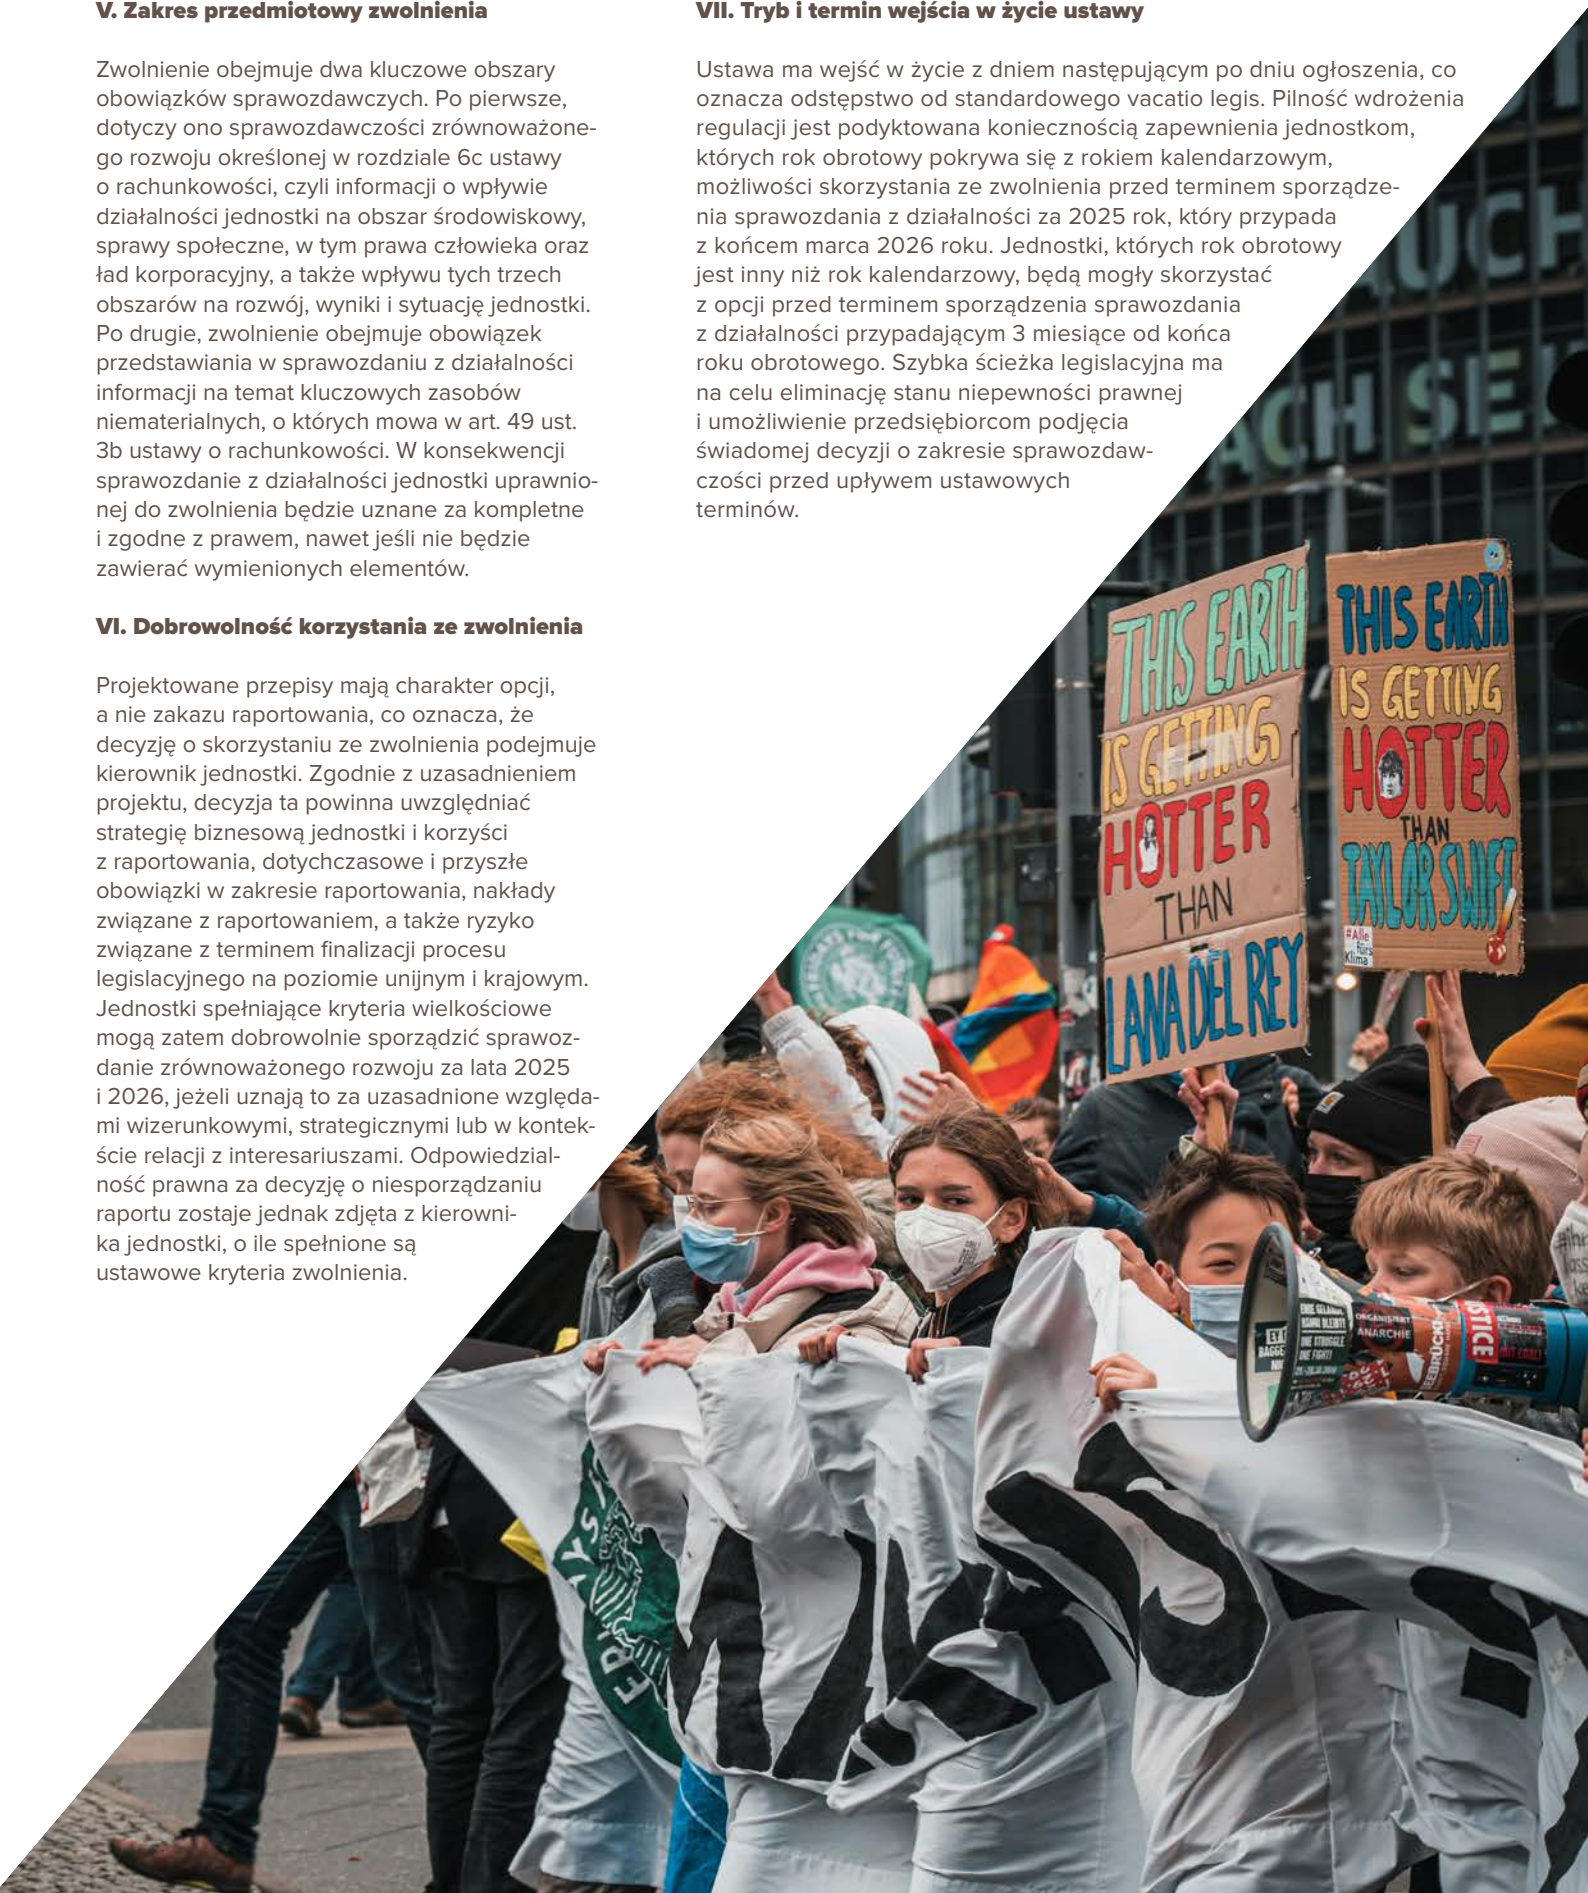 V. Zakres przedmiotowy zwolnienia
Zwolnienie obejmuje dwa kluczowe obszary
obowiązków sprawozdawczych. Po pierwsze,
dotyczy ono sprawozdawczości zrównoważone-
go rozwoju określonej w rozdziale 6c ustawy
o rachunkowości, czyli informacji o wpływie
działalności jednostki na obszar środowiskowy,
sprawy społeczne, w tym prawa człowieka oraz
ład korporacyjny, a także wpływu tych trzech
obszarów na rozwój, wyniki i sytuację jednostki.
Po drugie, zwolnienie obejmuje obowiązek
przedstawiania w sprawozdaniu z działalności
informacji na temat kluczowych zasobów
niematerialnych, o których mowa w art. 49 ust.
3b ustawy o rachunkowości. W konsekwencji
sprawozdanie z działalności jednostki uprawnio-
nej do zwolnienia będzie uznane za kompletne
i zgodne z prawem, nawet jeśli nie będzie
zawierać wymienionych elementów.
VI. Dobrowolność korzystania ze zwolnienia
Projektowane przepisy mają charakter opcji,
a nie zakazu raportowania, co oznacza, że
decyzję o skorzystaniu ze zwolnienia podejmuje
kierownik jednostki. Zgodnie z uzasadnieniem
projektu, decyzja ta powinna uwzględniać
strategię biznesową jednostki i korzyści
z raportowania, dotychczasowe i przyszłe
obowiązki w zakresie raportowania, nakłady
związane z raportowaniem, a także ryzyko
związane z terminem finalizacji procesu
legislacyjnego na poziomie unijnym i krajowym.
Jednostki spełniające kryteria wielkościowe
mogą zatem dobrowolnie sporządzić sprawoz-
danie zrównoważonego rozwoju za lata 2025
i 2026, jeżeli uznają to za uzasadnione względa-
mi wizerunkowymi, strategicznymi lub w kontek-
ście relacji z interesariuszami. Odpowiedzial-
ność prawna za decyzję o niesporządzaniu
raportu zostaje jednak zdjęta z kierowni-
ka jednostki, o ile spełnione są
ustawowe kryteria zwolnienia.
VII. Tryb i termin wejścia w życie ustawy
Ustawa ma wejść w życie z dniem następującym po dniu ogłoszenia, co
oznacza odstępstwo od standardowego vacatio legis. Pilność wdrożenia
regulacji jest podyktowana koniecznością zapewnienia jednostkom,
których rok obrotowy pokrywa się z rokiem kalendarzowym,
możliwości skorzystania ze zwolnienia przed terminem sporządze-
nia sprawozdania z działalności za 2025 rok, który przypada
z końcem marca 2026 roku. Jednostki, których rok obrotowy
jest inny niż rok kalendarzowy, będą mogły skorzystać
z opcji przed terminem sporządzenia sprawozdania
z działalności przypadającym 3 miesiące od końca
roku obrotowego. Szybka ścieżka legislacyjna ma
na celu eliminację stanu niepewności prawnej
i umożliwienie przedsiębiorcom podjęcia
świadomej decyzji o zakresie sprawozdaw-
czości przed upływem ustawowych
terminów.
THIS EARTH
IS GETTING
HOTTER
THAN
LANA DEL REY
THIS EARTH
IS GETTING
HOTTER
THAN
TAYLOR SWIFT
#Alle
fürs
Klima
ORGANISIERT
ANARCHIE
ONE STRUGGLE
ONE FIGHT!